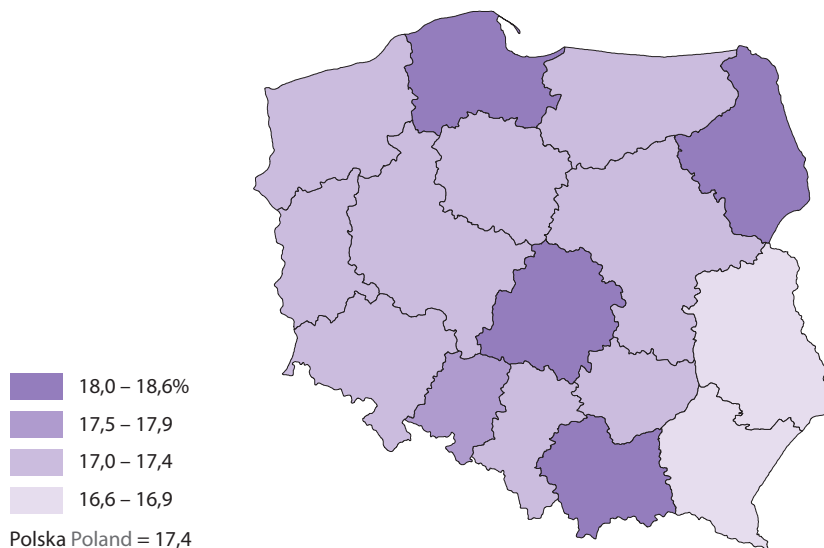 18,0 – 18,6%
17,5 – 17,9
17,0 – 17,4
16,6 – 16,9
Polska Poland = 17,4